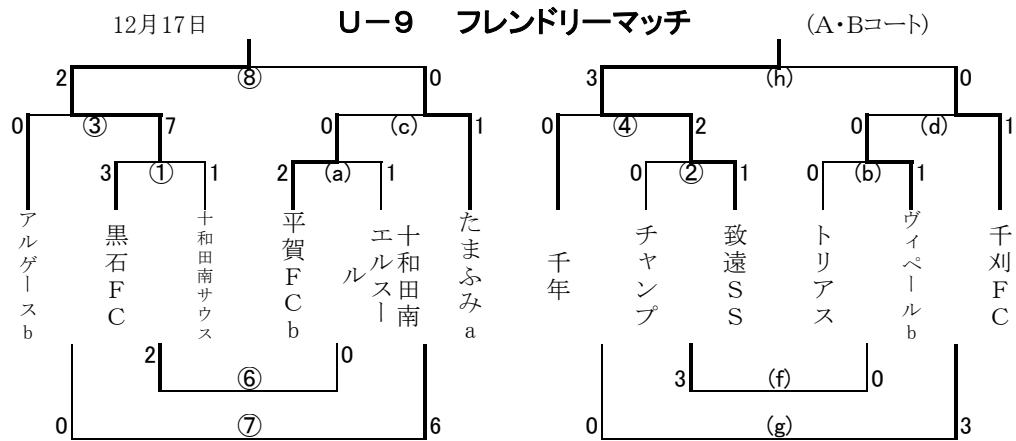 12月17日 U-9 フレンドリーマッチ (A・Bコート)
2 ⑧ 0 3 (h) 0
0 ③ 7 0 (c) 1 0 ④ 2 0 (d) 1
3 ① 1 2 (a) 1 0 ② 1 0 (b) 1
アルゲースb
黒石FC
十和田南サウス
平賀FCb
十和田南
エルスール
たまふみa
千年
チャンプ
致遠SS
トリアス
ヴィペールb
千刈FC
2 ⑥ 0 3 (f) 0
0 ⑦ 6 0 (g) 3